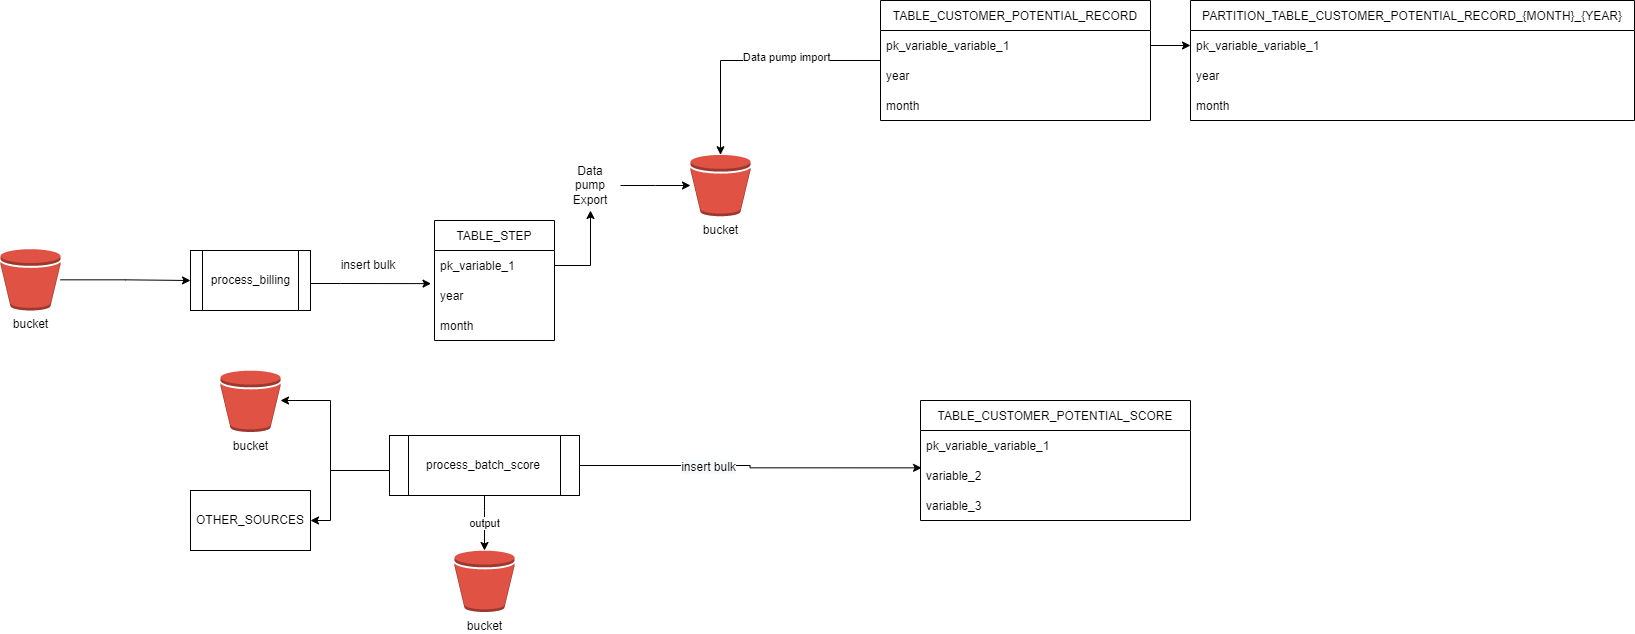 TABLE_CUSTOMER_POTENTIAL_RECORD
pk_variable_variable_1
year
month
PARTITION_TABLE_CUSTOMER_POTENTIAL_RECORD_{MONTH}_{YEAR}
pk_variable_variable_1
year
month
Data pump import
bucket
Data
pump
Export
TABLE_STEP
pk_variable_1
year
month
insert bulk
process_billing
bucket
bucket
OTHER_SOURCES
process_batch_score
output
bucket
insert bulk
TABLE_CUSTOMER_POTENTIAL_SCORE
pk_variable_variable_1
variable_2
variable_3